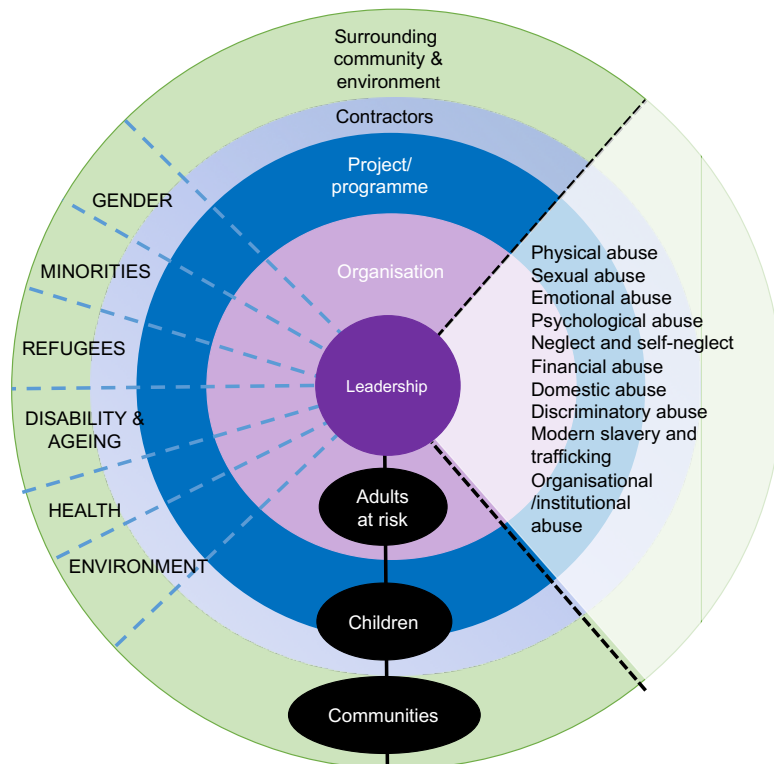 Surrounding
community &
environment
Contractors
Project/
programme
GENDER
MINORITIES
REFUGEES
DISABILITY &
AGEING
HEALTH
ENVIRONMENT
Organisation
Leadership
Adults
at risk
Children
Communities
Physical abuse
Sexual abuse
Emotional abuse
Psychological abuse
Neglect and self-neglect
Financial abuse
Domestic abuse
Discriminatory abuse
Modern slavery and
trafficking
Organisational
/institutional
abuse